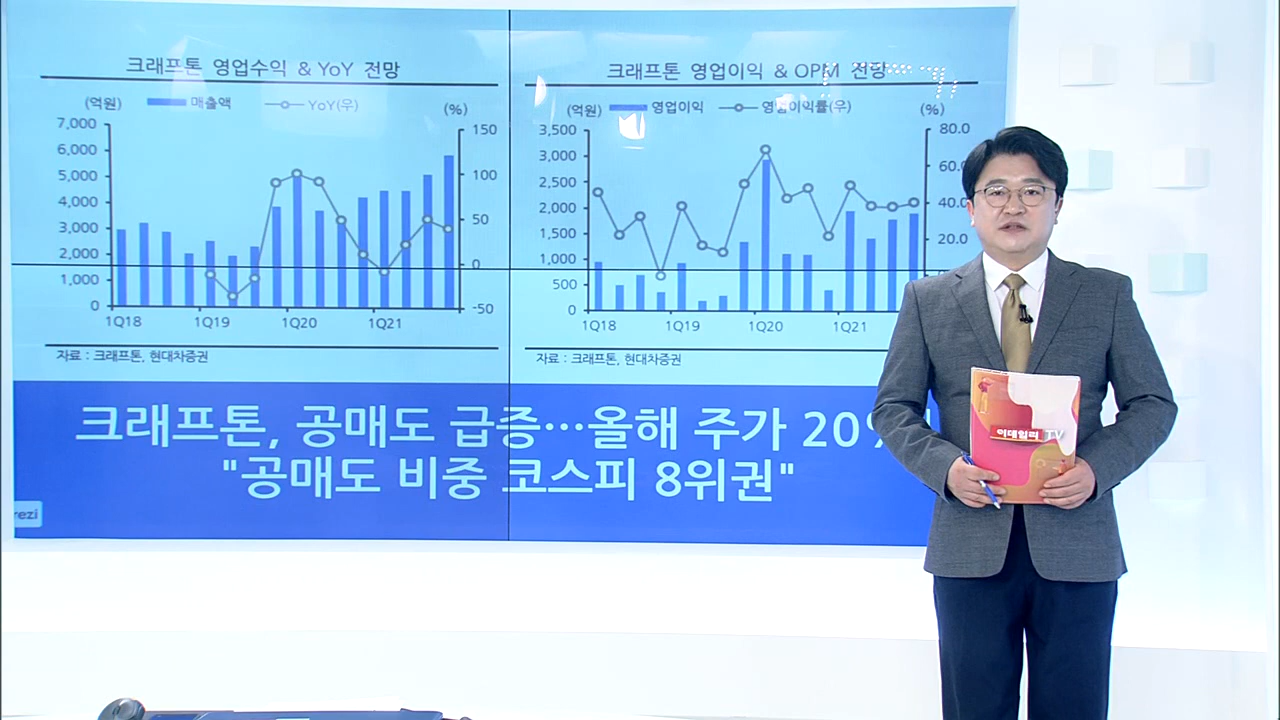 크래프톤 영업수익 & YoY 전망
(억원) 매출액 YoY(우) (%)
7,000
6,000
5,000
4,000
3,000
2,000
1,000
0
150
100
50
0
-50
1Q18 1Q19 1Q20 1Q21
자료 : 크래프톤, 현대차증권
크래프톤 영업이익 & OPM 전망
(억원) 영업이익 영업이익률(우) (%)
3,500
3,000
2,500
2,000
1,500
1,000
500
0
80.0
60.
40.0
20.0
1Q18 1Q19 1Q20 1Q21
자료 : 크래프톤, 현대차증권
크래프톤, 공매도 급증…올해 주가 20%
"공매도 비중 코스피 8위권"
rezi
이데일리 TV